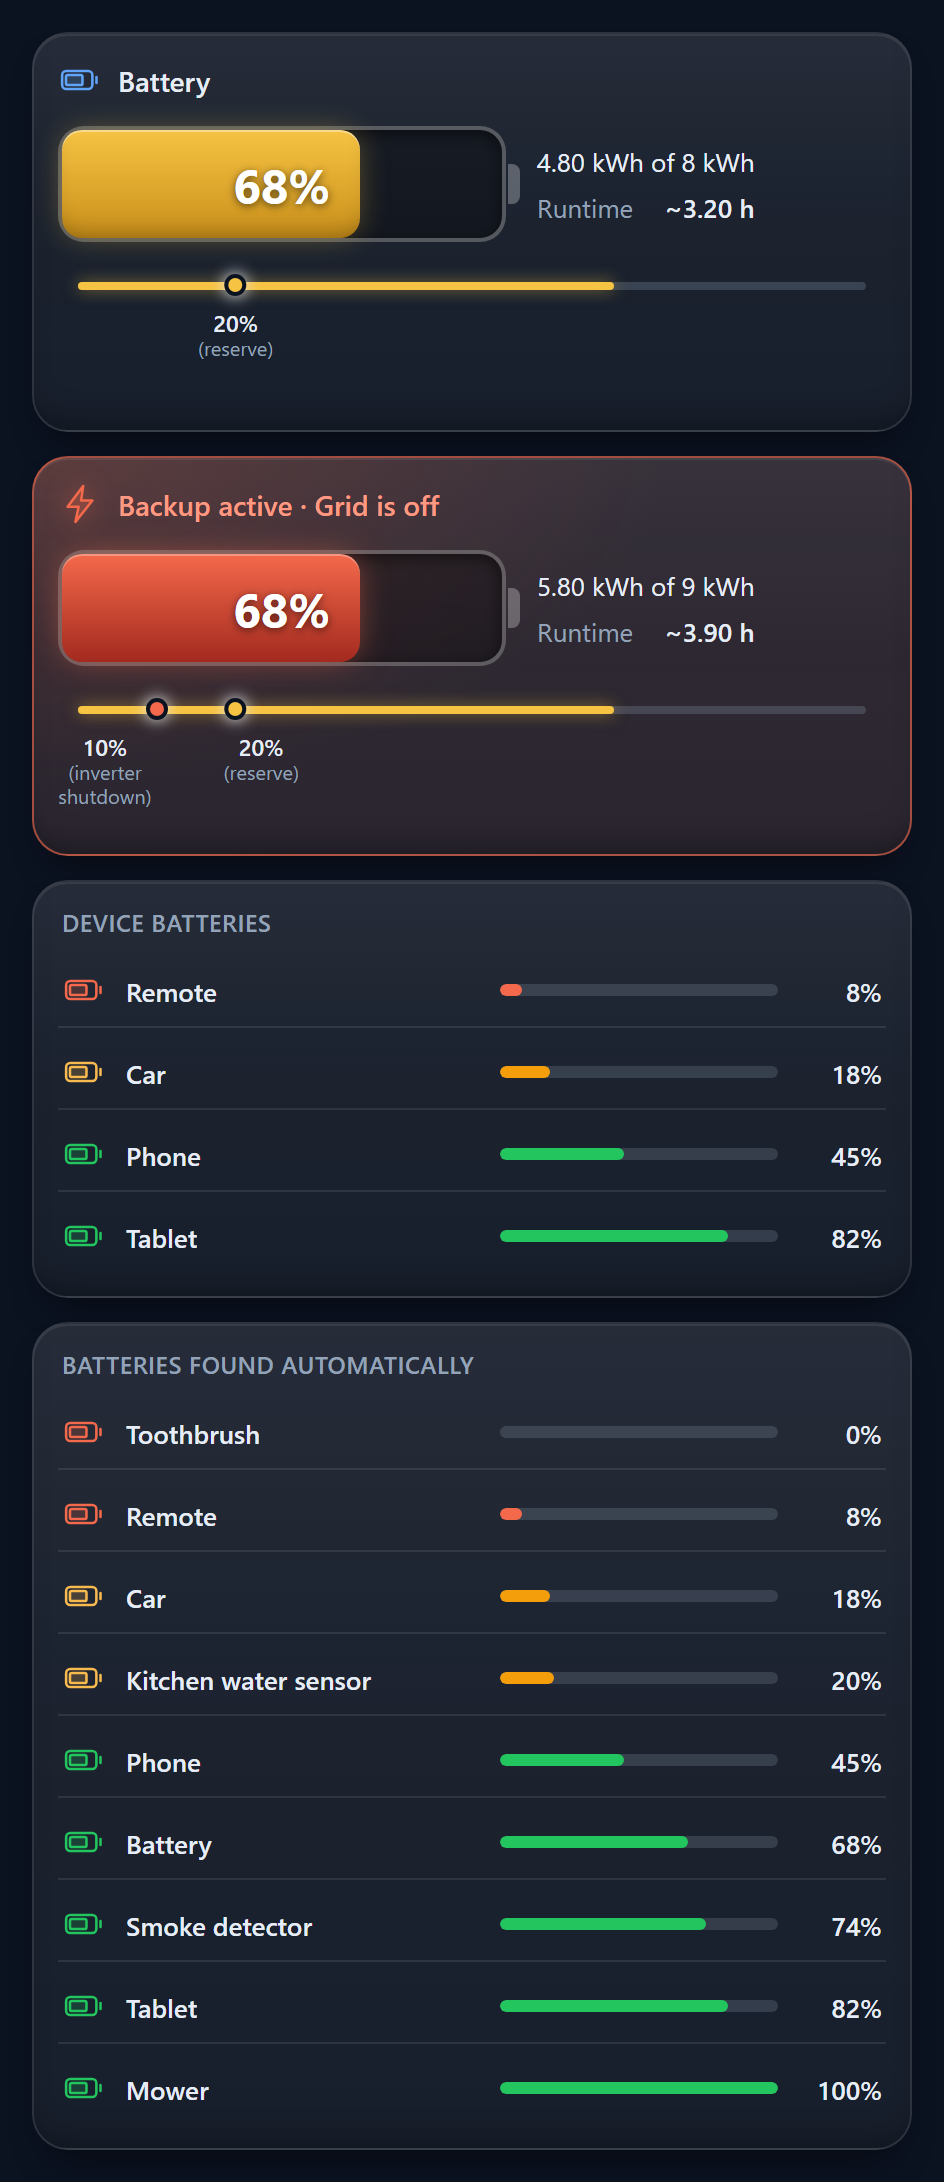 Battery
68%
4.80 kWh of 8 kWh
Runtime ~3.20 h
20%
(reserve)
Backup active · Grid is off
68%
5.80 kWh of 9 kWh
Runtime ~3.90 h
10% 20%
(inverter (reserve)
shutdown)
DEVICE BATTERIES
Remote 8%
Car 18%
Phone 45%
Tablet 82%
BATTERIES FOUND AUTOMATICALLY
Toothbrush 0%
Remote 8%
Car 18%
Kitchen water sensor 20%
Phone 45%
Battery 68%
Smoke detector 74%
Tablet 82%
Mower 100%